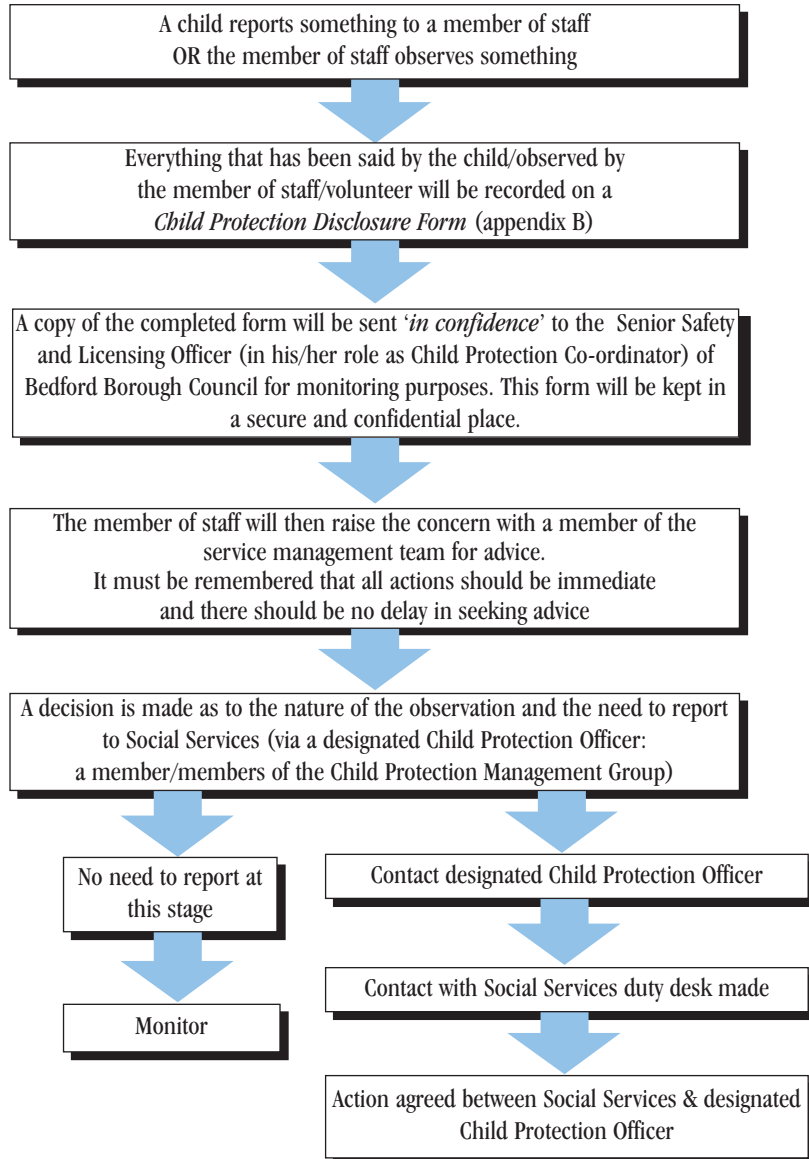 A child reports something to a member of staff
OR the member of staff observes something
Everything that has been said by the child/observed by
the member of staff/volunteer will be recorded on a
Child Protection Disclosure Form (appendix B)
A copy of the completed form will be sent ‘in confidence’ to the Senior Safety
and Licensing Officer (in his/her role as Child Protection Co-ordinator) of
Bedford Borough Council for monitoring purposes. This form will be kept in
a secure and confidential place.
The member of staff will then raise the concern with a member of the
service management team for advice.
It must be remembered that all actions should be immediate
and there should be no delay in seeking advice
A decision is made as to the nature of the observation and the need to report
to Social Services (via a designated Child Protection Officer:
a member/members of the Child Protection Management Group)
No need to report at
this stage
Monitor
Contact designated Child Protection Officer
Contact with Social Services duty desk made
Action agreed between Social Services & designated
Child Protection Officer